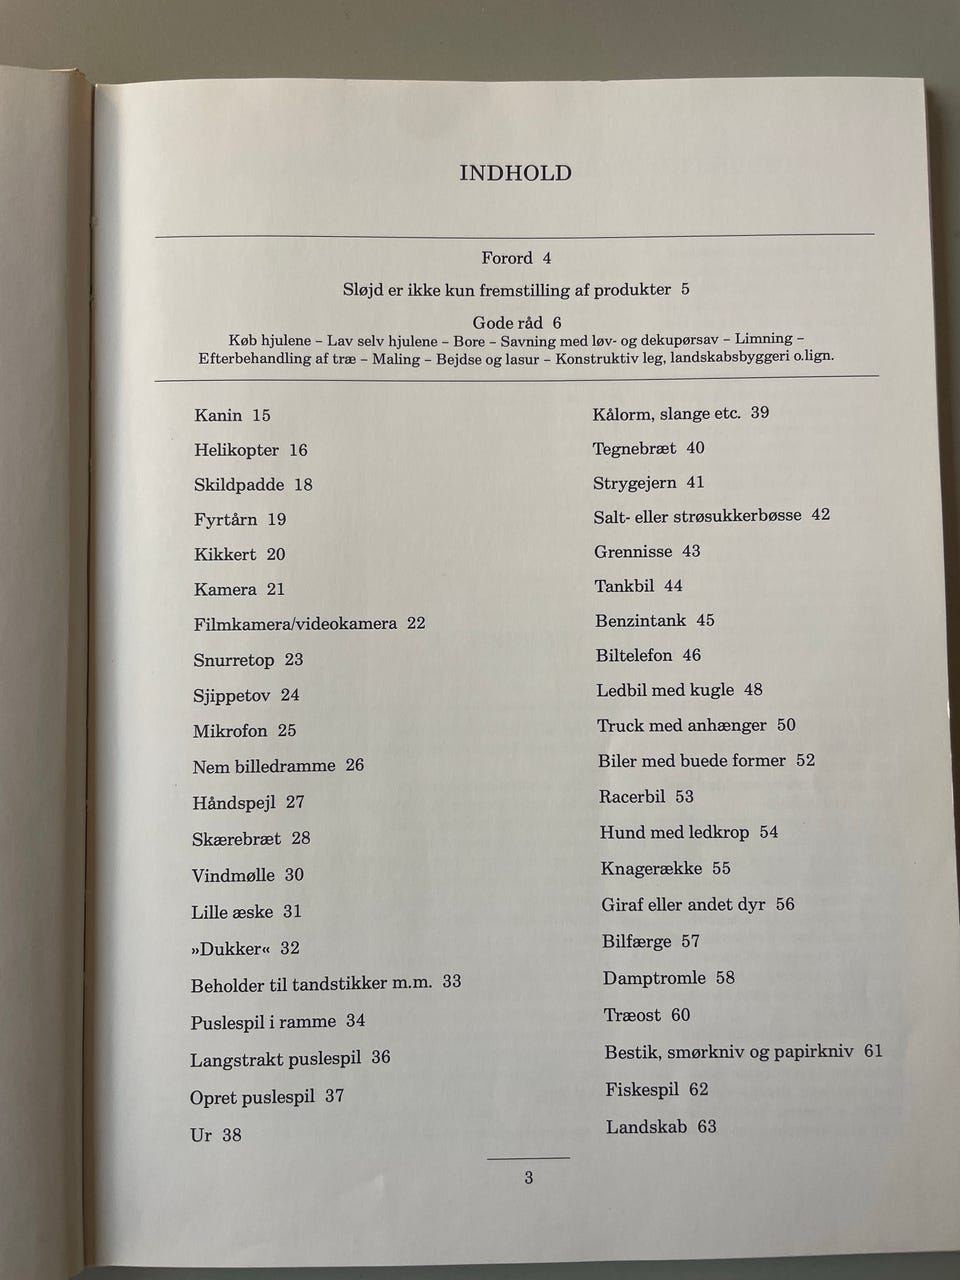 INDHOLD
Forord 4
Sløjd er ikke kun fremstilling af produkter 5
Gode råd 6
Køb hjulene – Lav selv hjulene – Bore – Savning med løv- og dekupørsav – Limning –
Efterbehandling af træ – Maling – Bejdse og lasur – Konstruktiv leg, landskabsbyggeri o.lign.
Kanin 15
Helikopter 16
Skildpadde 18
Fyrtårn 19
Kikkert 20
Kamera 21
Filmkamera/videokamera 22
Snurretop 23
Sjippetov 24
Mikrofon 25
Nem billedramme 26
Håndspejl 27
Skærebræt 28
Vindmølle 30
Lille æske 31
»Dukker« 32
Beholder til tandstikker m.m. 33
Puslespil i ramme 34
Langstrakt puslespil 36
Opret puslespil 37
Ur 38
Kålorm, slange etc. 39
Tegnebræt 40
Strygejern 41
Salt- eller strøsukkerbøsse 42
Grennisse 43
Tankbil 44
Benzintank 45
Biltelefon 46
Ledbil med kugle 48
Truck med anhænger 50
Biler med buede former 52
Racerbil 53
Hund med ledkrop 54
Knagerække 55
Giraf eller andet dyr 56
Bilfærge 57
Damptromle 58
Træost 60
Bestik, smørkniv og papirkniv 61
Fiskespil 62
Landskab 63
3